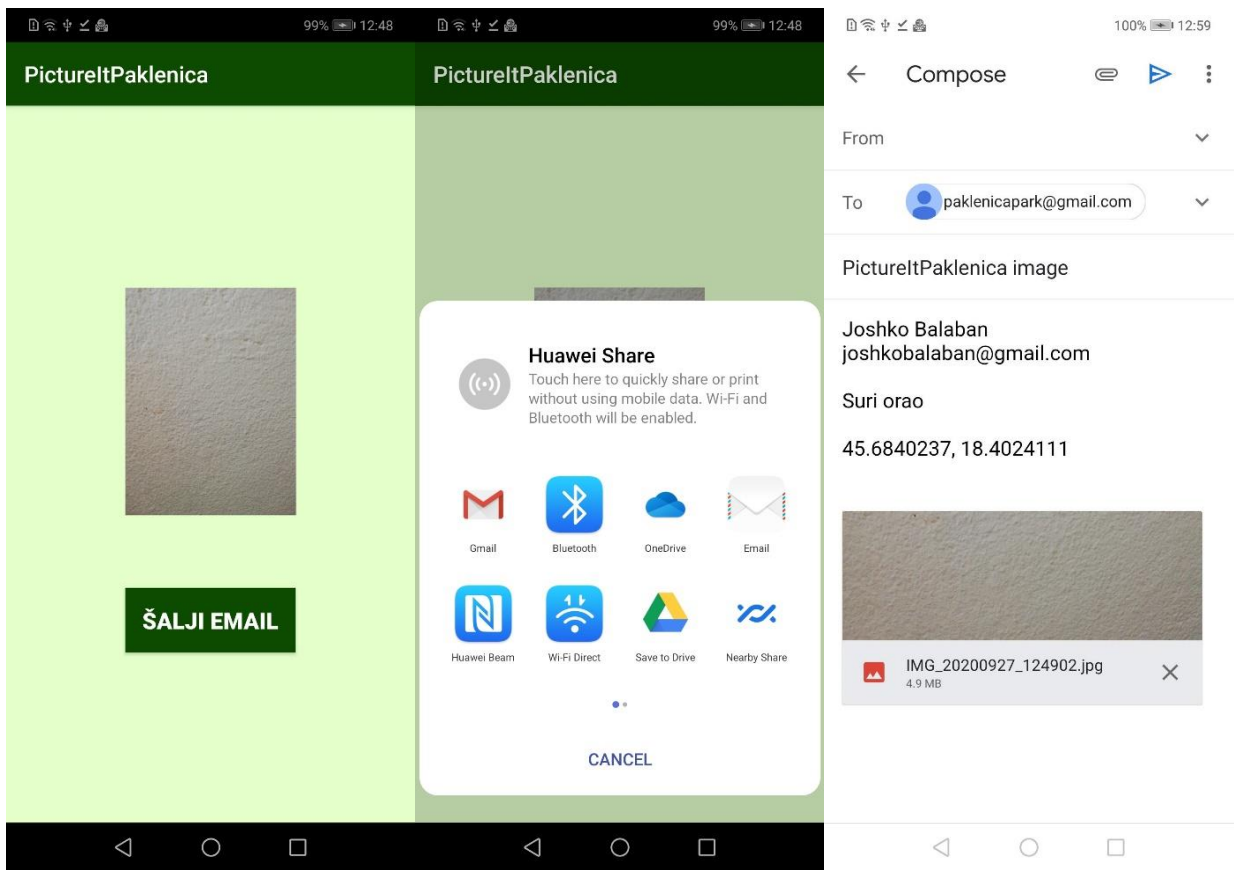 99% 12:48
PictureItPaklenica
ŠALJI EMAIL
99% 12:48
PictureItPaklenica
Huawei Share
Touch here to quickly share or print
without using mobile data. Wi-Fi and
Bluetooth will be enabled.
Gmail Bluetooth OneDrive Email
Huawei Beam Wi-Fi Direct Save to Drive Nearby Share
CANCEL
100% 12:59
Compose
From
To paklenicapark@gmail.com
PictureItPaklenica image
Joshko Balaban
joshkobalaban@gmail.com
Suri orao
45.6840237, 18.4024111
IMG_20200927_124902.jpg
4.9 MB